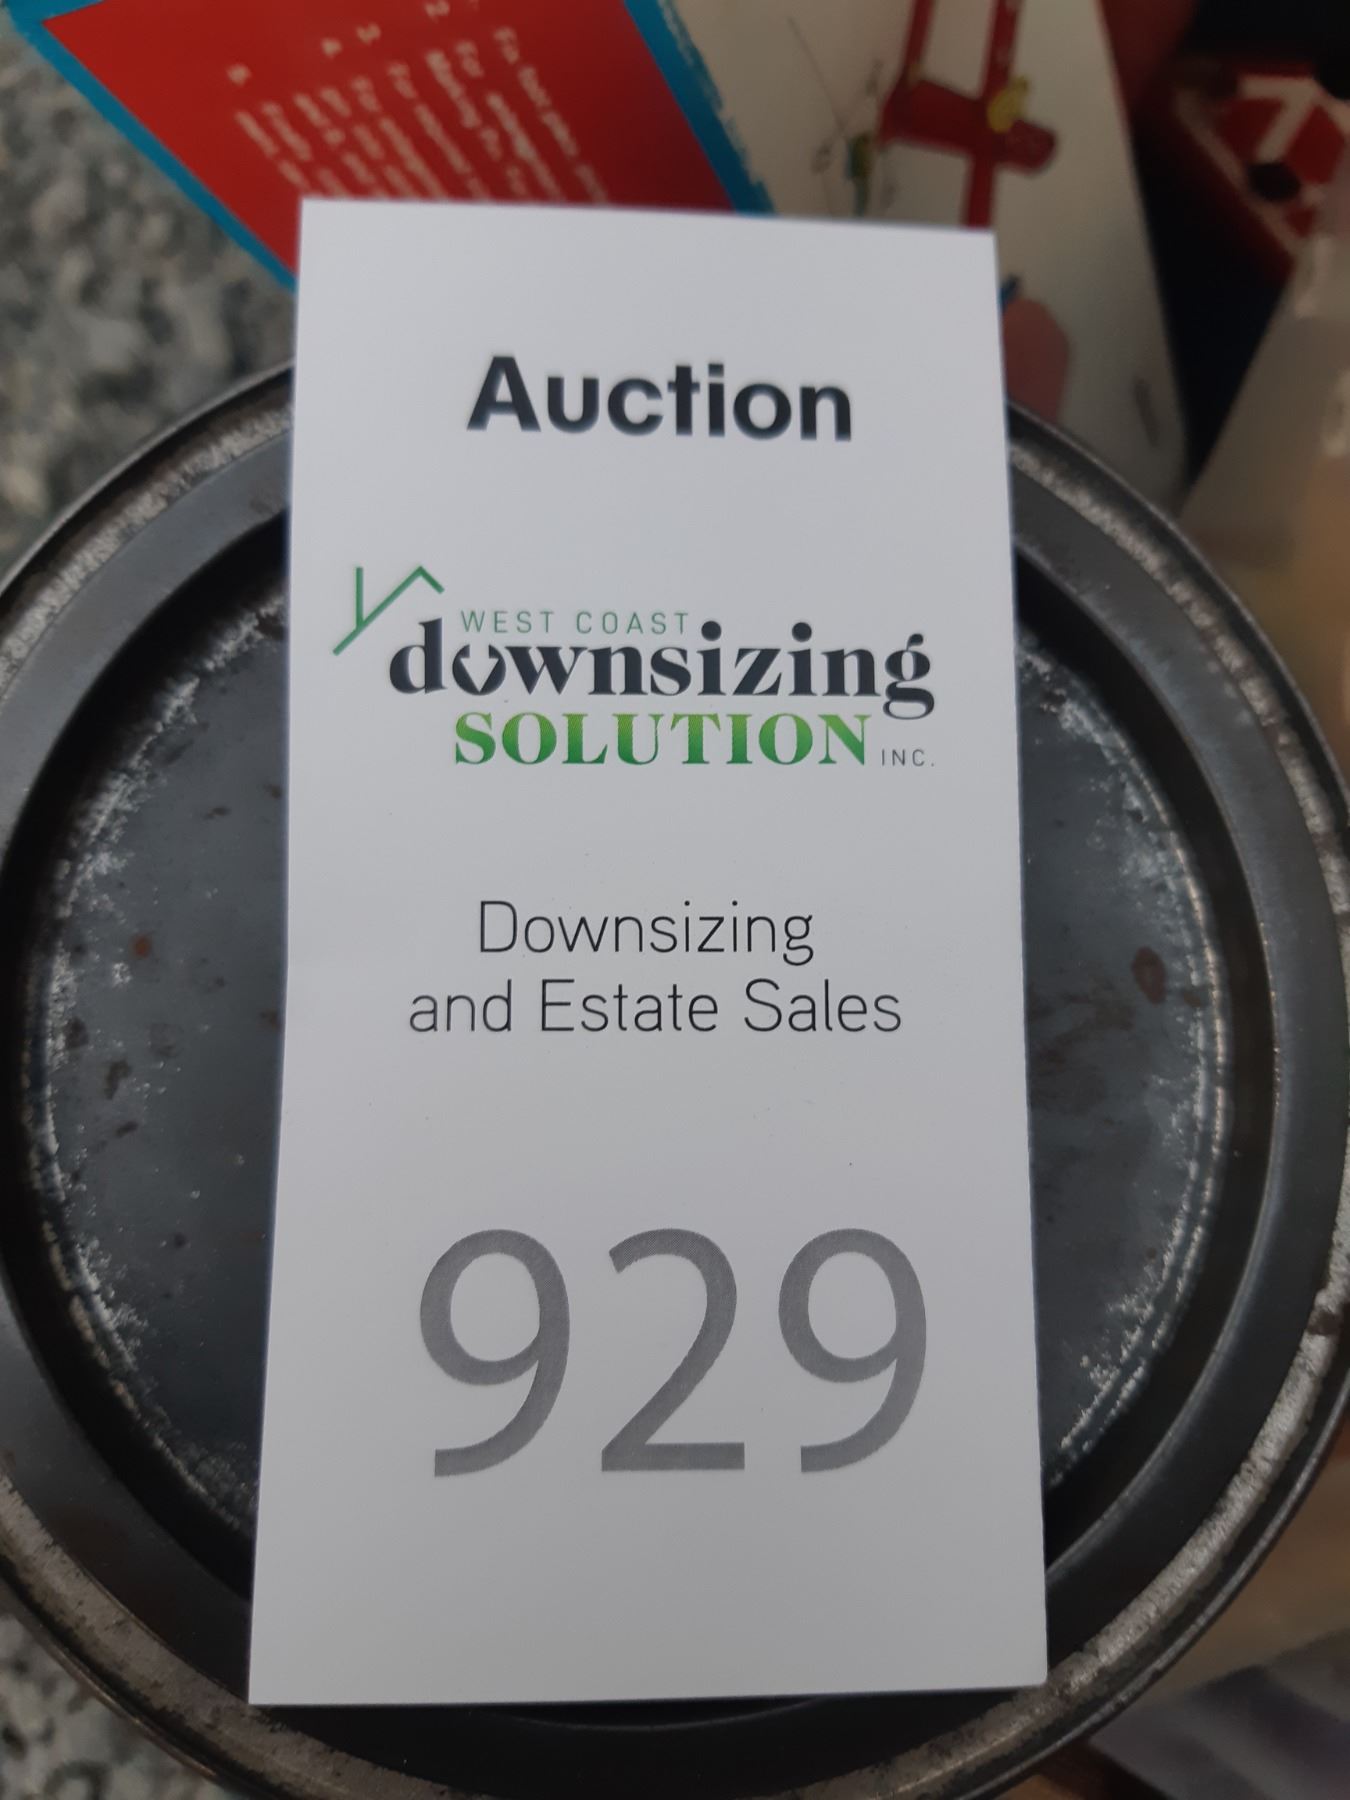 Auction
WEST COAST
downsizing
SOLUTION INC.
Downsizing
and Estate Sales
929